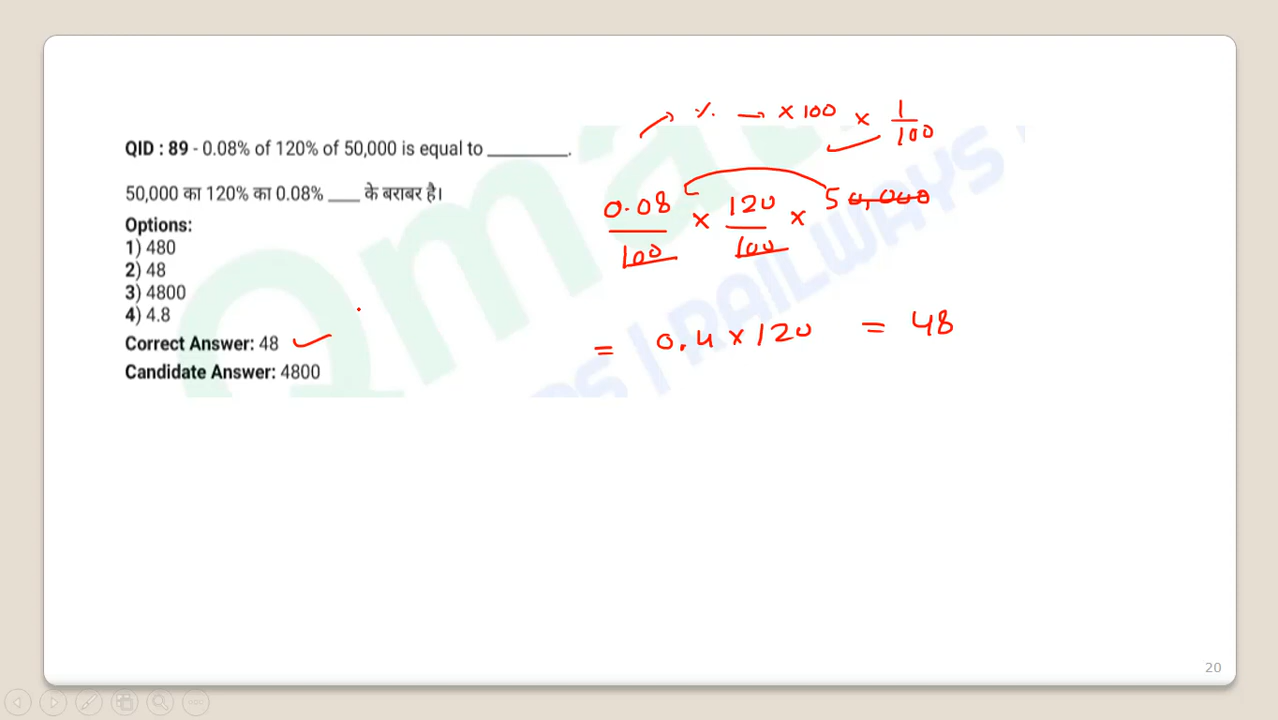 QID : 89 - 0.08% of 120% of 50,000 is equal to _________.
50,000 का 120% का 0.08% ____ के बराबर है।
Options:
1) 480
2) 48
3) 4800
4) 4.8
Correct Answer: 48
Candidate Answer: 4800
% → × 100 × 1/100
0.08/100 × 120/100 × 50,000
= 0.4 × 120 = 48
RAILWAYS
20